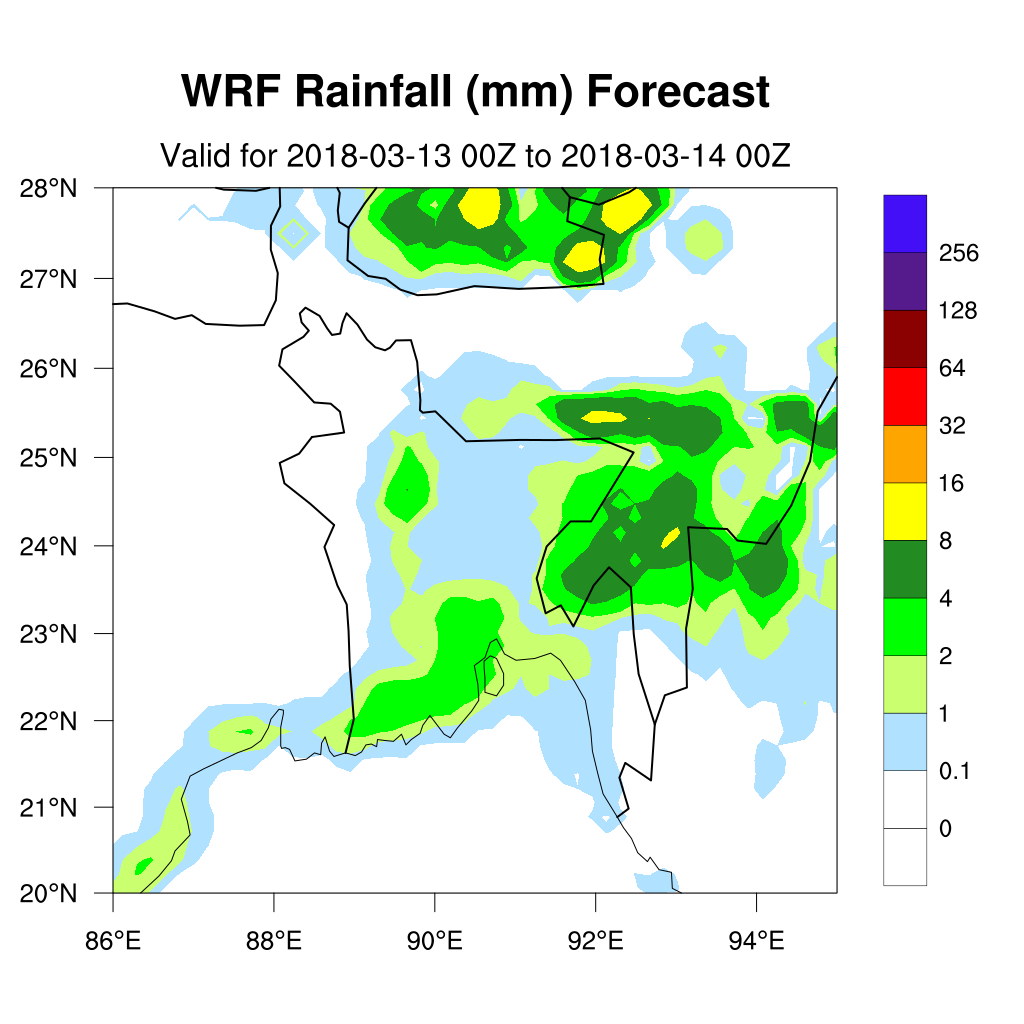 WRF Rainfall (mm) Forecast
Valid for 2018-03-13 00Z to 2018-03-14 00Z
28°N
27°N
26°N
25°N
24°N
23°N
22°N
21°N
20°N
86°E
88°E
90°E
92°E
94°E
256
128
64
32
16
8
4
2
1
0.1
0